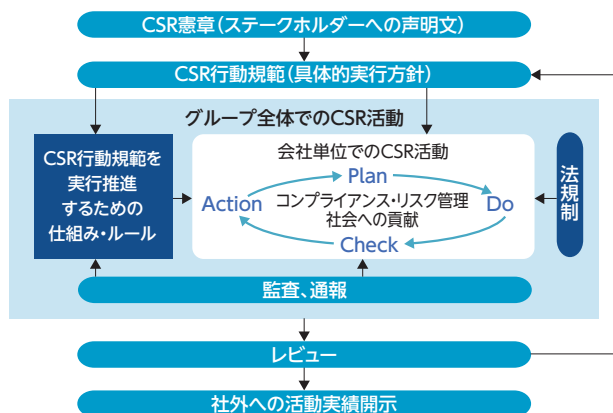 CSR憲章(ステークホルダーへの声明文)
CSR行動規範(具体的実行方針)
グループ全体でのCSR活動
CSR行動規範を
実行推進
するための
仕組み・ルール
会社単位でのCSR活動
Plan
Action
コンプライアンス・リスク管理
社会への貢献
Do
Check
法規制
監査、通報
レビュー
社外への活動実績開示